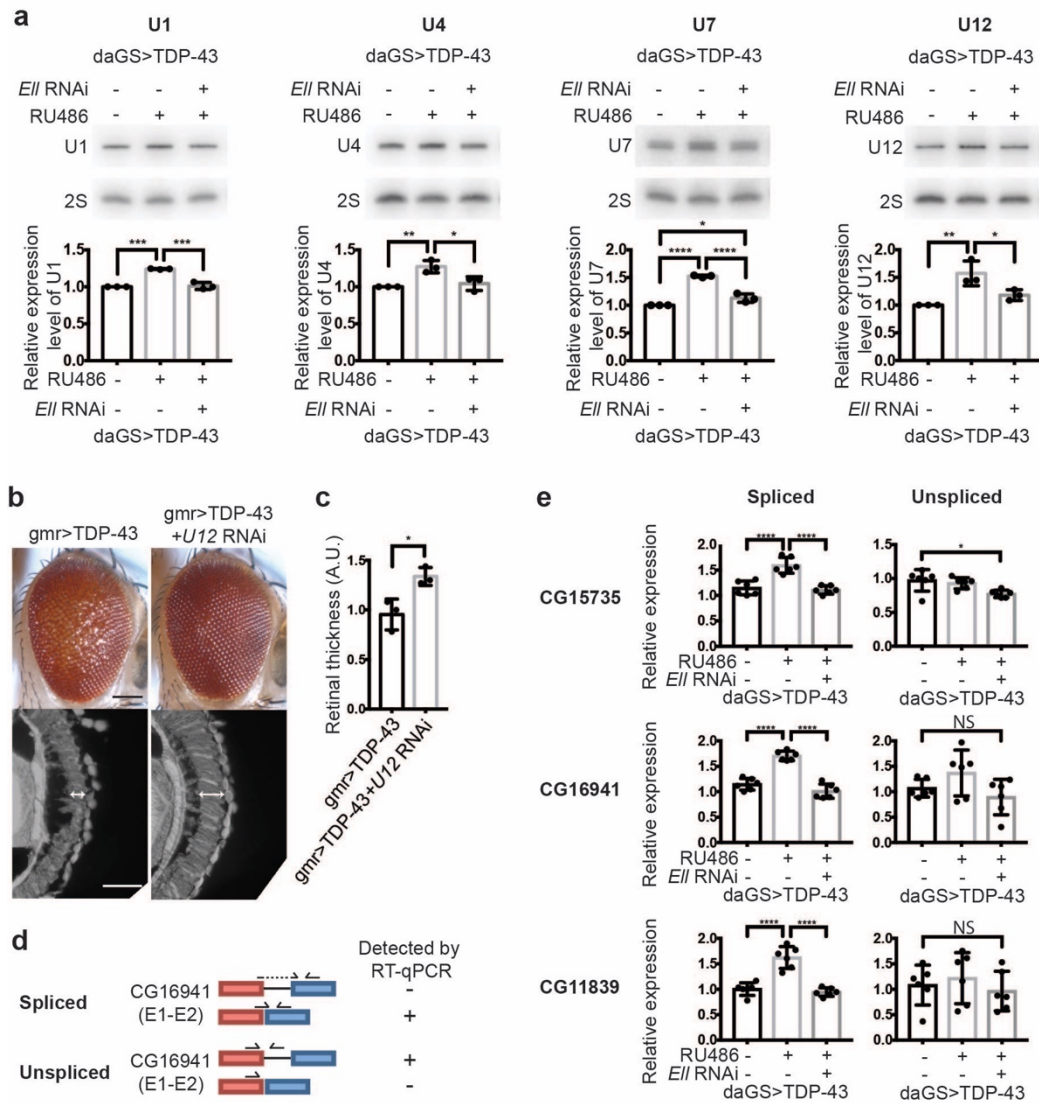 a
U1
daGS>TDP-43
Ell RNAi - - +
RU486 - + +
U1
2S
Relative expression level of U1
1.5
1.0
0.5
0.0
*** ***
RU486 - + +
Ell RNAi - - +
daGS>TDP-43
U4
daGS>TDP-43
Ell RNAi - - +
RU486 - + +
U4
2S
Relative expression level of U4
1.5
1.0
0.5
0.0
** *
RU486 - + +
Ell RNAi - - +
daGS>TDP-43
U7
daGS>TDP-43
Ell RNAi - - +
RU486 - + +
U7
2S
Relative expression level of U7
2.0
1.5
1.0
0.5
0.0
*
**** ****
RU486 - + +
Ell RNAi - - +
daGS>TDP-43
U12
daGS>TDP-43
Ell RNAi - - +
RU486 - + +
U12
2S
Relative expression level of U12
2.0
1.5
1.0
0.5
0.0
** *
RU486 - + +
Ell RNAi - - +
daGS>TDP-43
b
gmr>TDP-43
gmr>TDP-43
+U12 RNAi
c
Retinal thickness (A.U.)
1.5
1.0
0.5
0.0
*
gmr>TDP-43
gmr>TDP-43+U12 RNAi
d
Detected by
RT-qPCR
Spliced
CG16941
(E1-E2)
-
+
Unspliced
CG16941
(E1-E2)
+
-
e
Spliced
Unspliced
CG15735
Relative expression
2.0
1.5
1.0
0.5
0.0
**** ****
RU486 - + +
Ell RNAi - - +
daGS>TDP-43
Relative expression
1.5
1.0
0.5
0.0
*
- + +
- - +
daGS>TDP-43
CG16941
Relative expression
2.0
1.5
1.0
0.5
0.0
**** ****
RU486 - + +
Ell RNAi - - +
daGS>TDP-43
Relative expression
2.0
1.5
1.0
0.5
0.0
NS
- + +
- - +
daGS>TDP-43
CG11839
Relative expression
2.0
1.5
1.0
0.5
0.0
**** ****
RU486 - + +
Ell RNAi - - +
daGS>TDP-43
Relative expression
2.0
1.5
1.0
0.5
0.0
NS
- + +
- - +
daGS>TDP-43